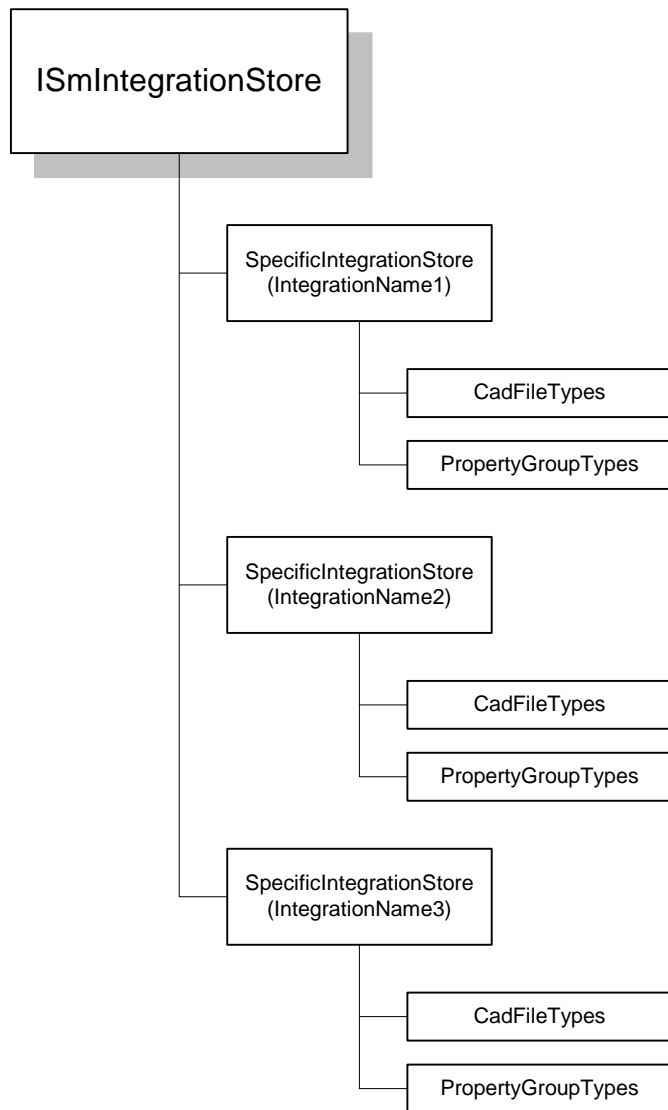 ISmIntegrationStore
SpecificIntegrationStore
(IntegrationName1)
CadFileTypes
PropertyGroupTypes
SpecificIntegrationStore
(IntegrationName2)
CadFileTypes
PropertyGroupTypes
SpecificIntegrationStore
(IntegrationName3)
CadFileTypes
PropertyGroupTypes